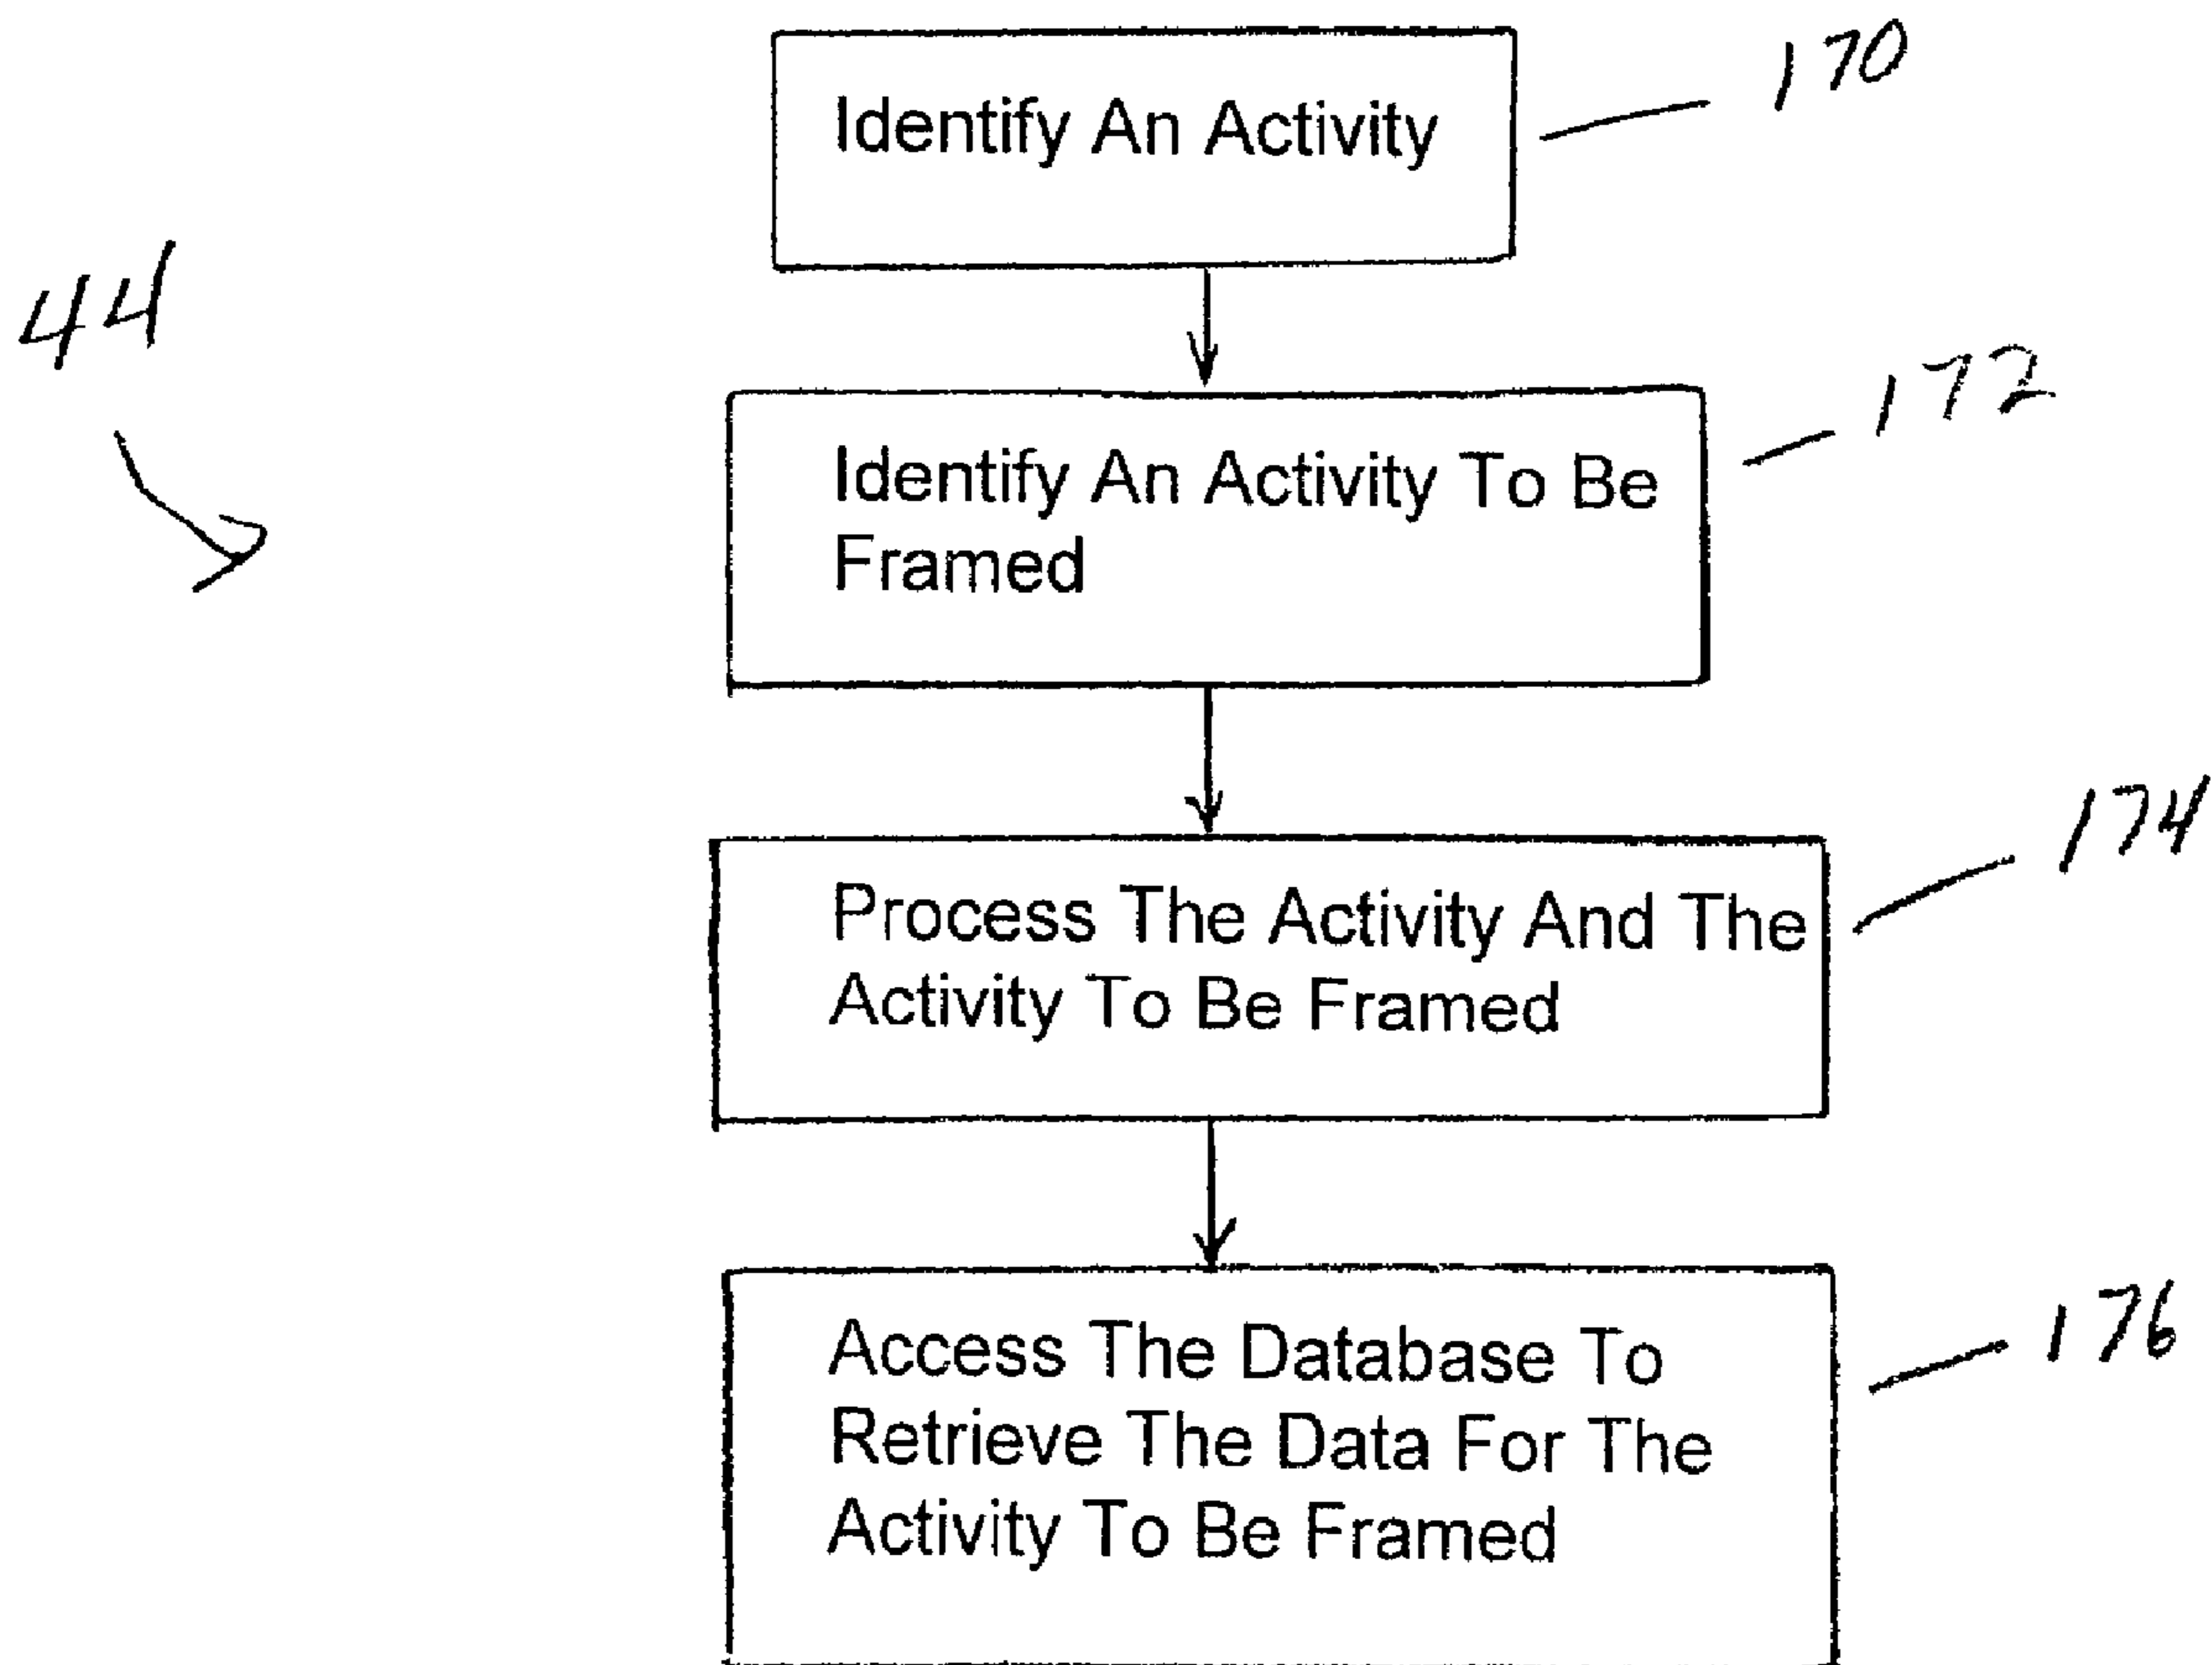 Identify An Activity
170
44
Identify An Activity To Be
Framed
172
Process The Activity And The
Activity To Be Framed
174
Access The Database To
Retrieve The Data For The
Activity To Be Framed
176